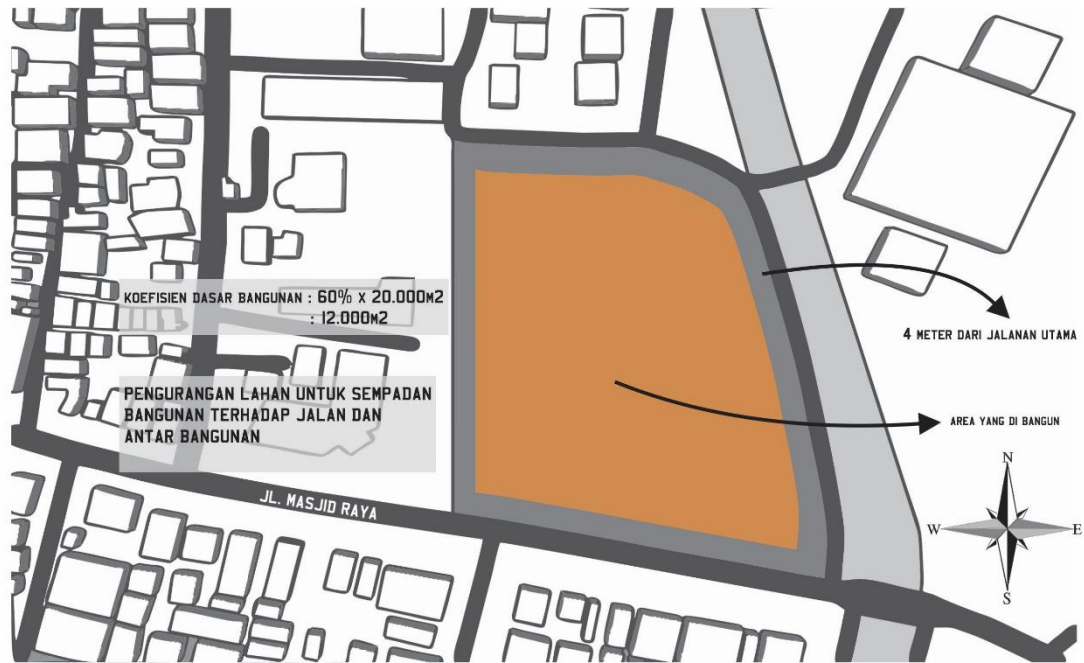 KOEFISIEN DASAR BANGUNAN : 60% X 20.000M2
: 12.000M2
4 METER DARI JALANAN UTAMA
PENGURANGAN LAHAN UNTUK SEMPADAN
BANGUNAN TERHADAP JALAN DAN
ANTAR BANGUNAN
AREA YANG DI BANGUN
JL. MASJID RAYA
N
W
E
S